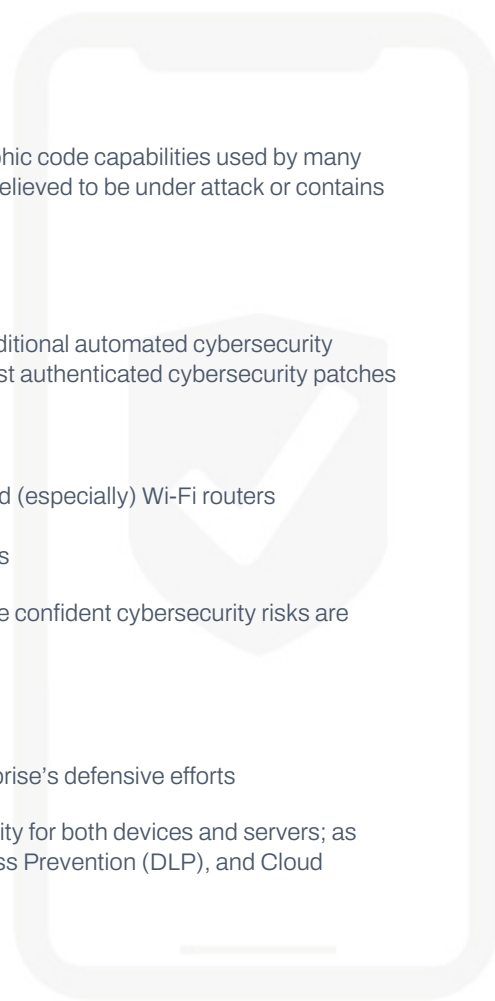 phic code capabilities used by many
elieved to be under attack or contains
ditional automated cybersecurity
st authenticated cybersecurity patches
d (especially) Wi-Fi routers
s
e confident cybersecurity risks are
prise’s defensive efforts
ity for both devices and servers; as
ss Prevention (DLP), and Cloud